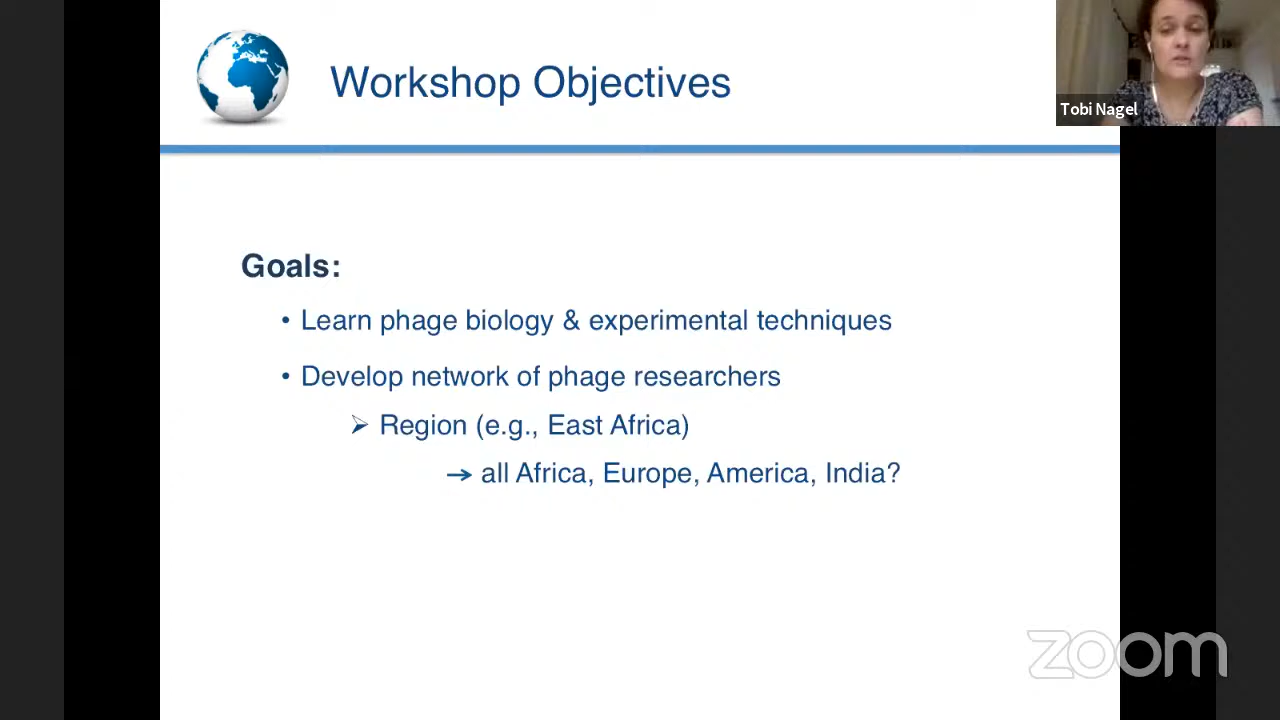 Workshop Objectives
Tobi Nagel
Goals:
• Learn phage biology & experimental techniques
• Develop network of phage researchers
➢ Region (e.g., East Africa)
→ all Africa, Europe, America, India?
zoom